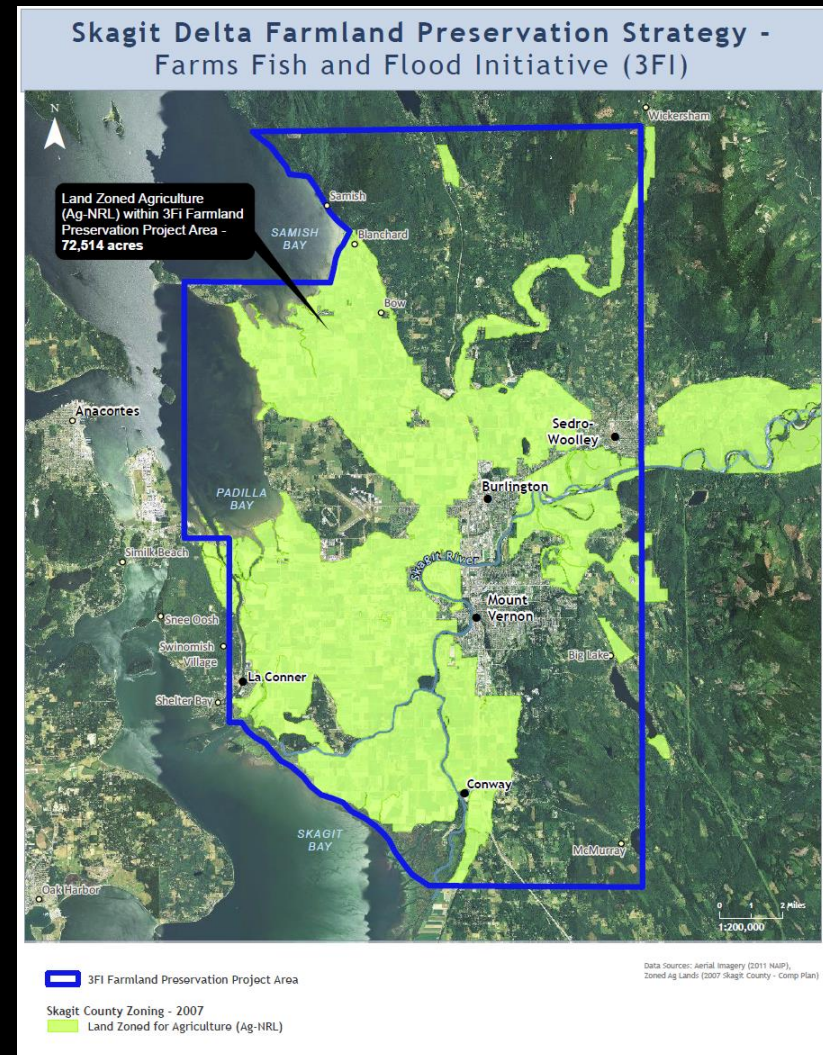 Skagit Delta Farmland Preservation Strategy -
Farms Fish and Flood Initiative (3FI)
N
Wickersham
Land Zoned Agriculture
(Ag-NRL) within 3Fi Farmland
Preservation Project Area -
72,514 acres
Samish
SAMISH
BAY
Blanchard
Bow
Anacortes
Sedro-
Woolley
Burlington
PADILLA
BAY
Similk Beach
Skagit River
Mount
Vernon
Snee Oosh
Swinomish
Village
Big Lake
La Conner
Shelter Bay
Conway
SKAGIT
BAY
McMurray
Oak Harbor
0 1 2 Miles
1:200,000
3FI Farmland Preservation Project Area
Data Sources: Aerial Imagery (2011 NAIP),
Zoned Ag Lands (2007 Skagit County - Comp Plan)
Skagit County Zoning - 2007
Land Zoned for Agriculture (Ag-NRL)